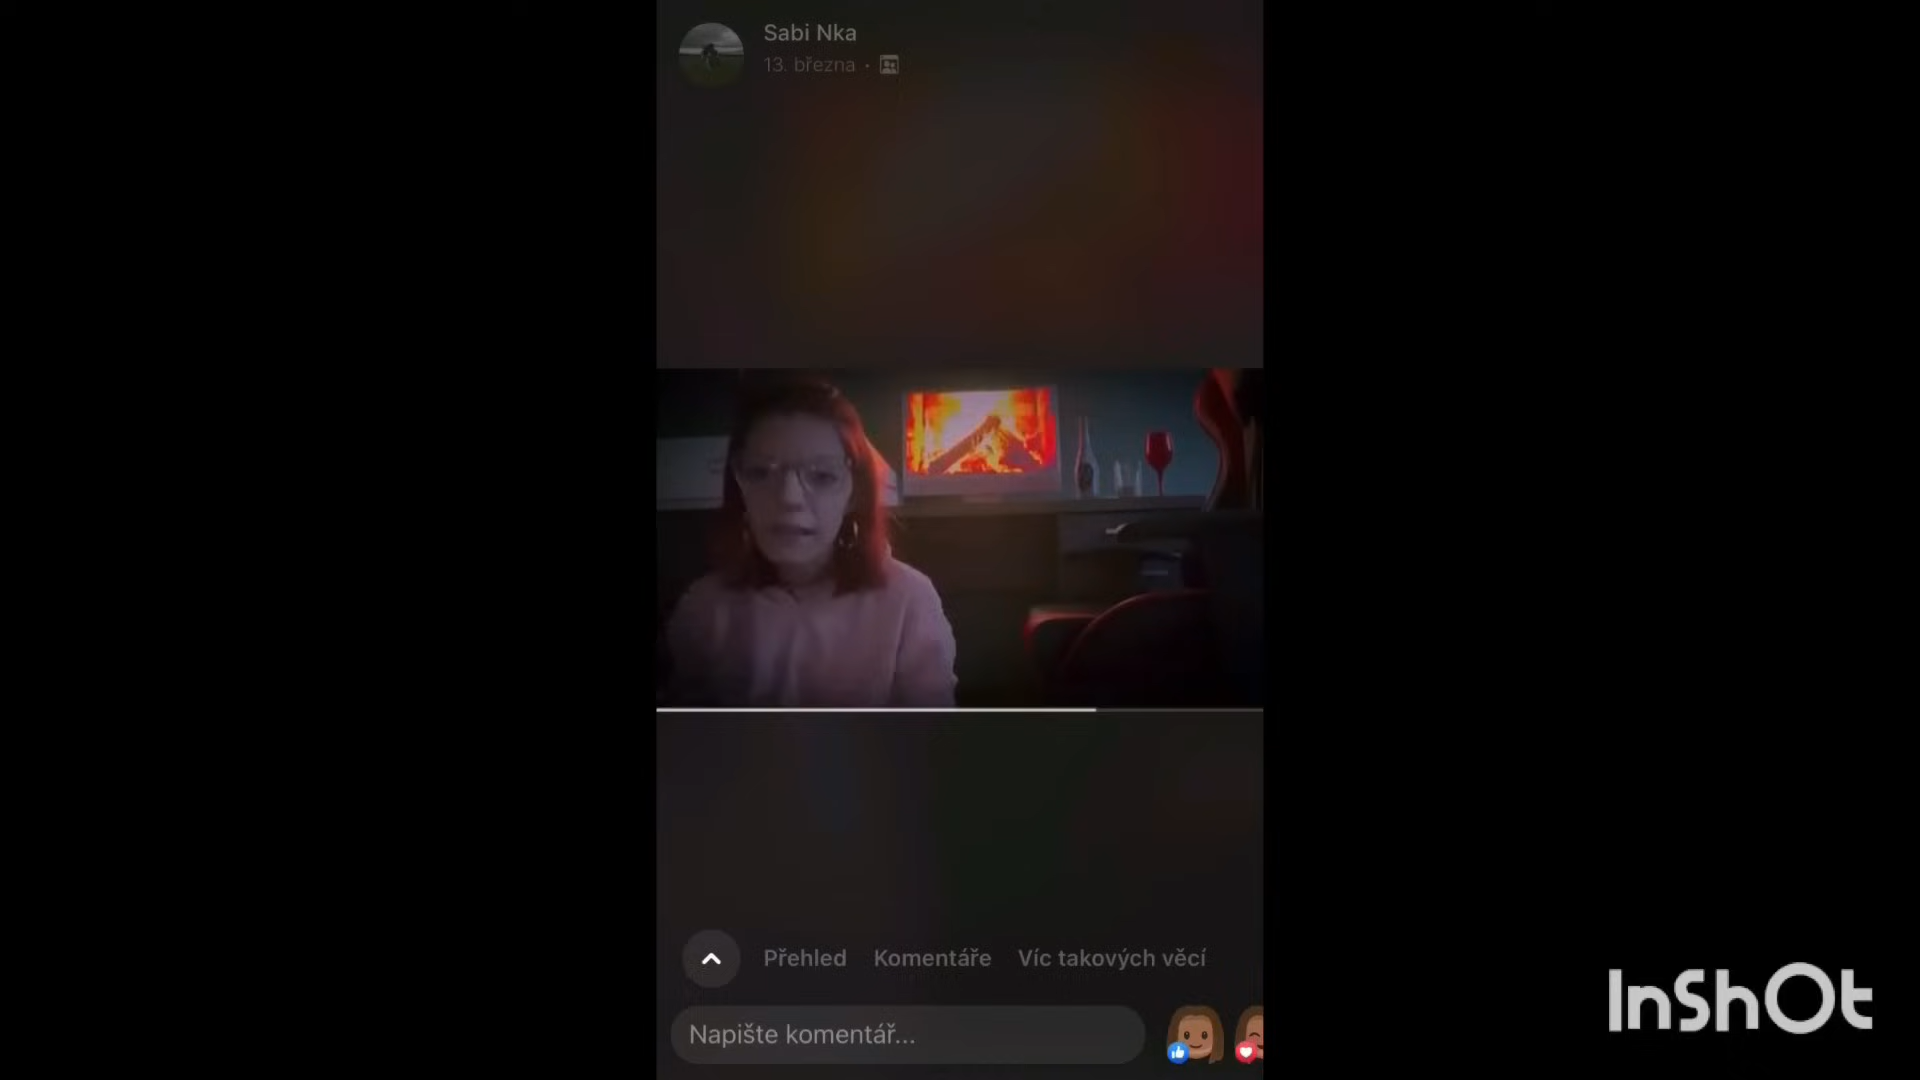 Sabi Nka
13. března ·
Přehled Komentáře Víc takových věcí
Napište komentář...
InShOt